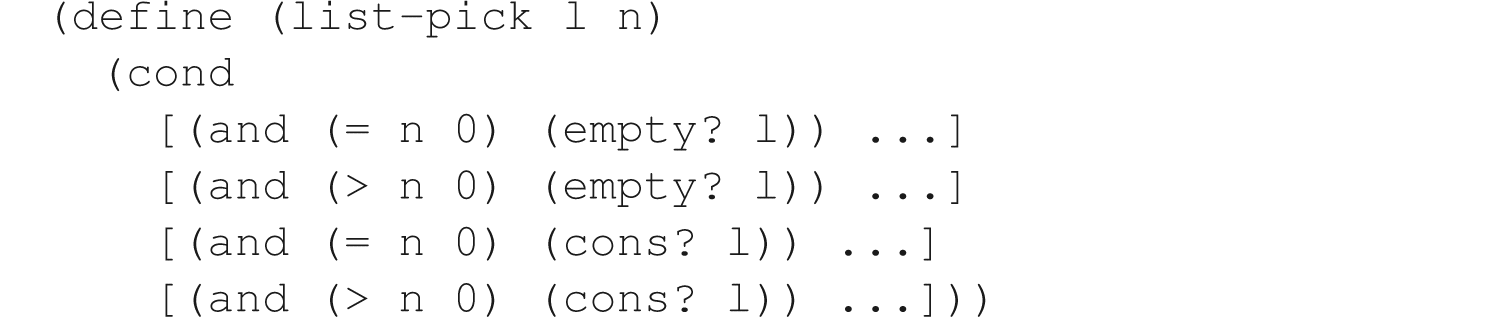 (define (list-pick l n)
  (cond
    [(and (= n 0) (empty? l)) ...]
    [(and (> n 0) (empty? l)) ...]
    [(and (= n 0) (cons? l)) ...]
    [(and (> n 0) (cons? l)) ...]))